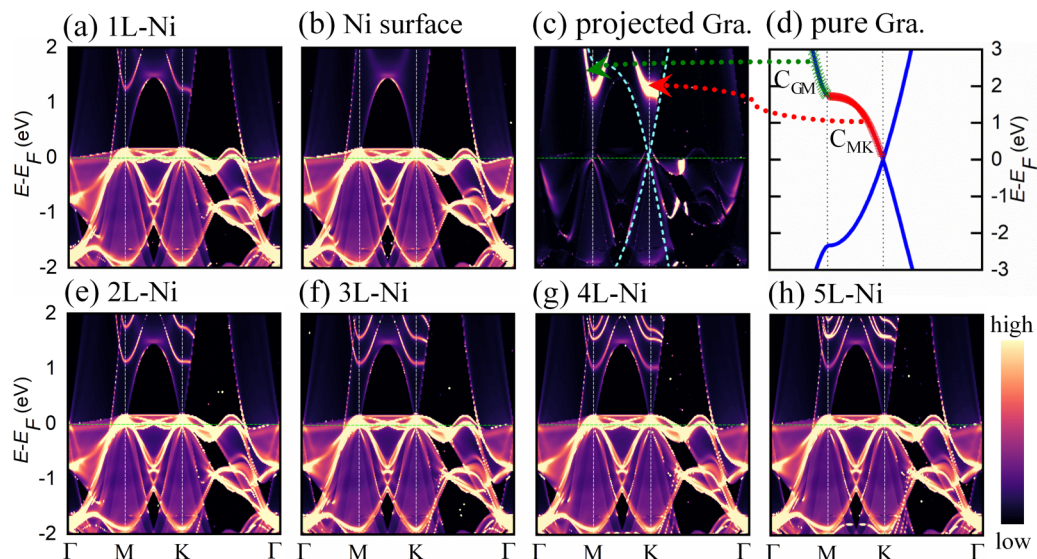 (a) 1L-Ni
(b) Ni surface
(c) projected Gra.
(d) pure Gra.
2
1
0
-1
-2
E-E_F (eV)
C_GM
C_MK
3
2
1
0
-1
-2
-3
E-E_F (eV)
(e) 2L-Ni
(f) 3L-Ni
(g) 4L-Ni
(h) 5L-Ni
2
1
0
-1
-2
E-E_F (eV)
high
low
Γ M K Γ
Γ M K Γ
Γ M K Γ
Γ M K Γ